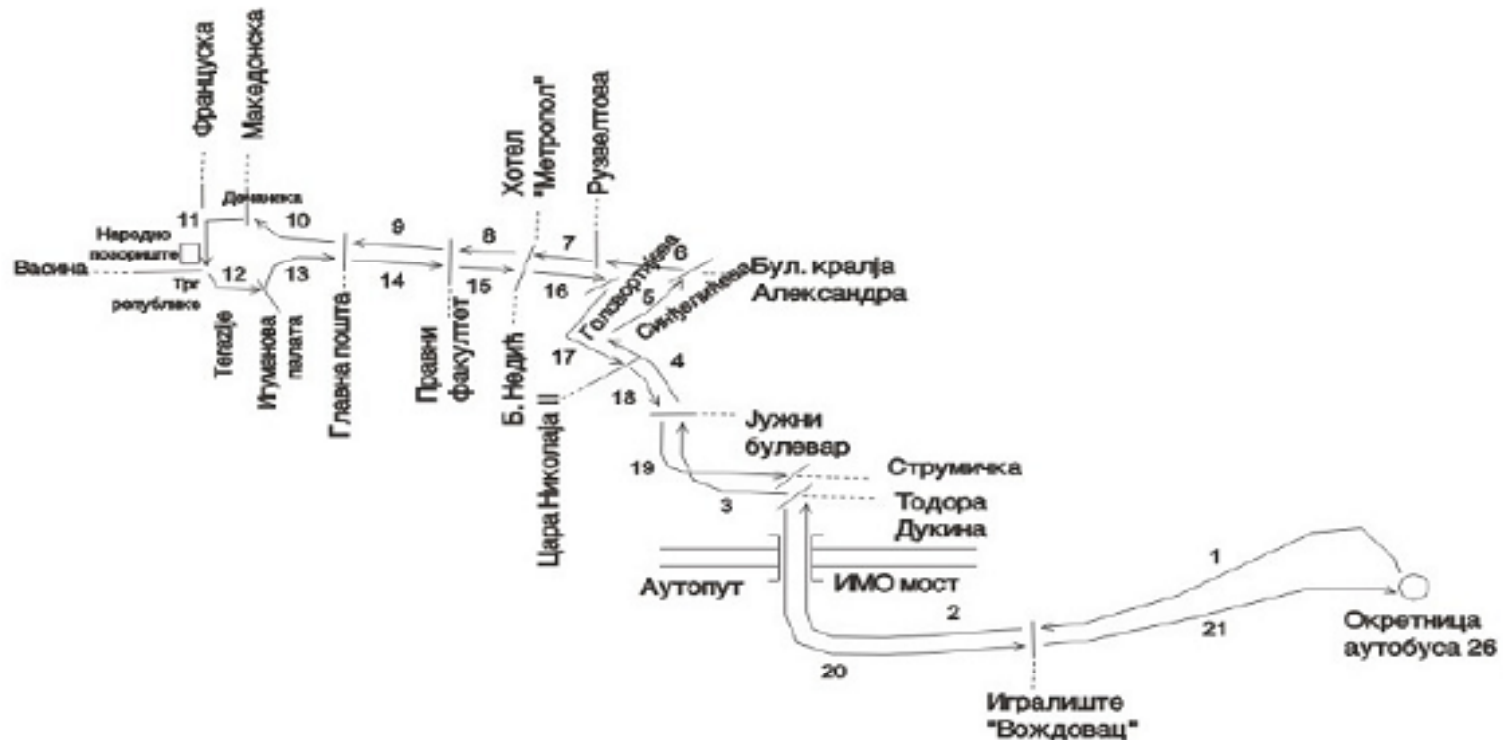 Француска
Македонска
Хотел
"Метропол"
Рузвелтова
Дечанска
11
10
9
8
7
6
Народно
позориште
Васина
12
13
14
15
16
Трг
републике
Теразје
Игуманова
палата
Главна пошта
Правни
факултет
Б. Недић
Головортијева
5
Синђелићева
Бул. краља
Александра
17
4
18
Цара Николаја II
Јужни
булевар
19
3
Струмичка
Тодора
Дукина
Аутопут
ИМО мост
1
2
21
20
Окретница
аутобуса 26
Игралиште
"Вождовац"